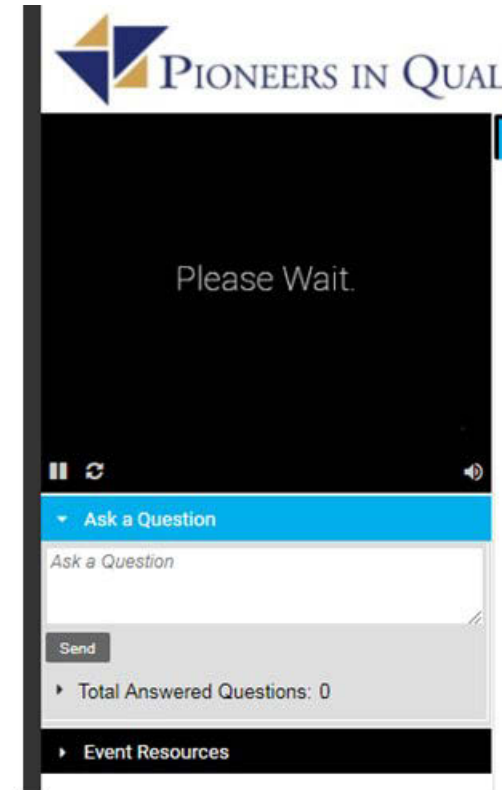 PIONEERS IN QUAL
Please Wait.
Ask a Question
Ask a Question
Send
Total Answered Questions: 0
Event Resources